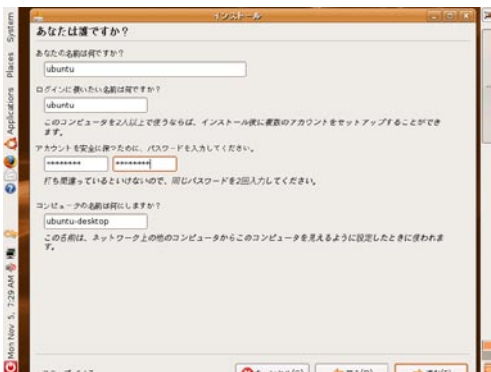 インストール
あなたは誰ですか？
あなたの名前は何ですか？
ubuntu
ログインに使いたい名前は何ですか？
ubuntu
このコンピュータを2人以上で使うならば、インストール後に複数のアカウントをセットアップすることができ
ます。
アカウントを安全に保つために、パスワードを入力してください。
******** ********
打ち間違っているといけないので、同じパスワードを2回入力してください。
コンピュータの名前は何にしますか？
ubuntu-desktop
この名前は、ネットワーク上の他のコンピュータからこのコンピュータを見えるように設定したときに使われま
す。
Applications Places System
Mon Nov 5, 7:29 AM